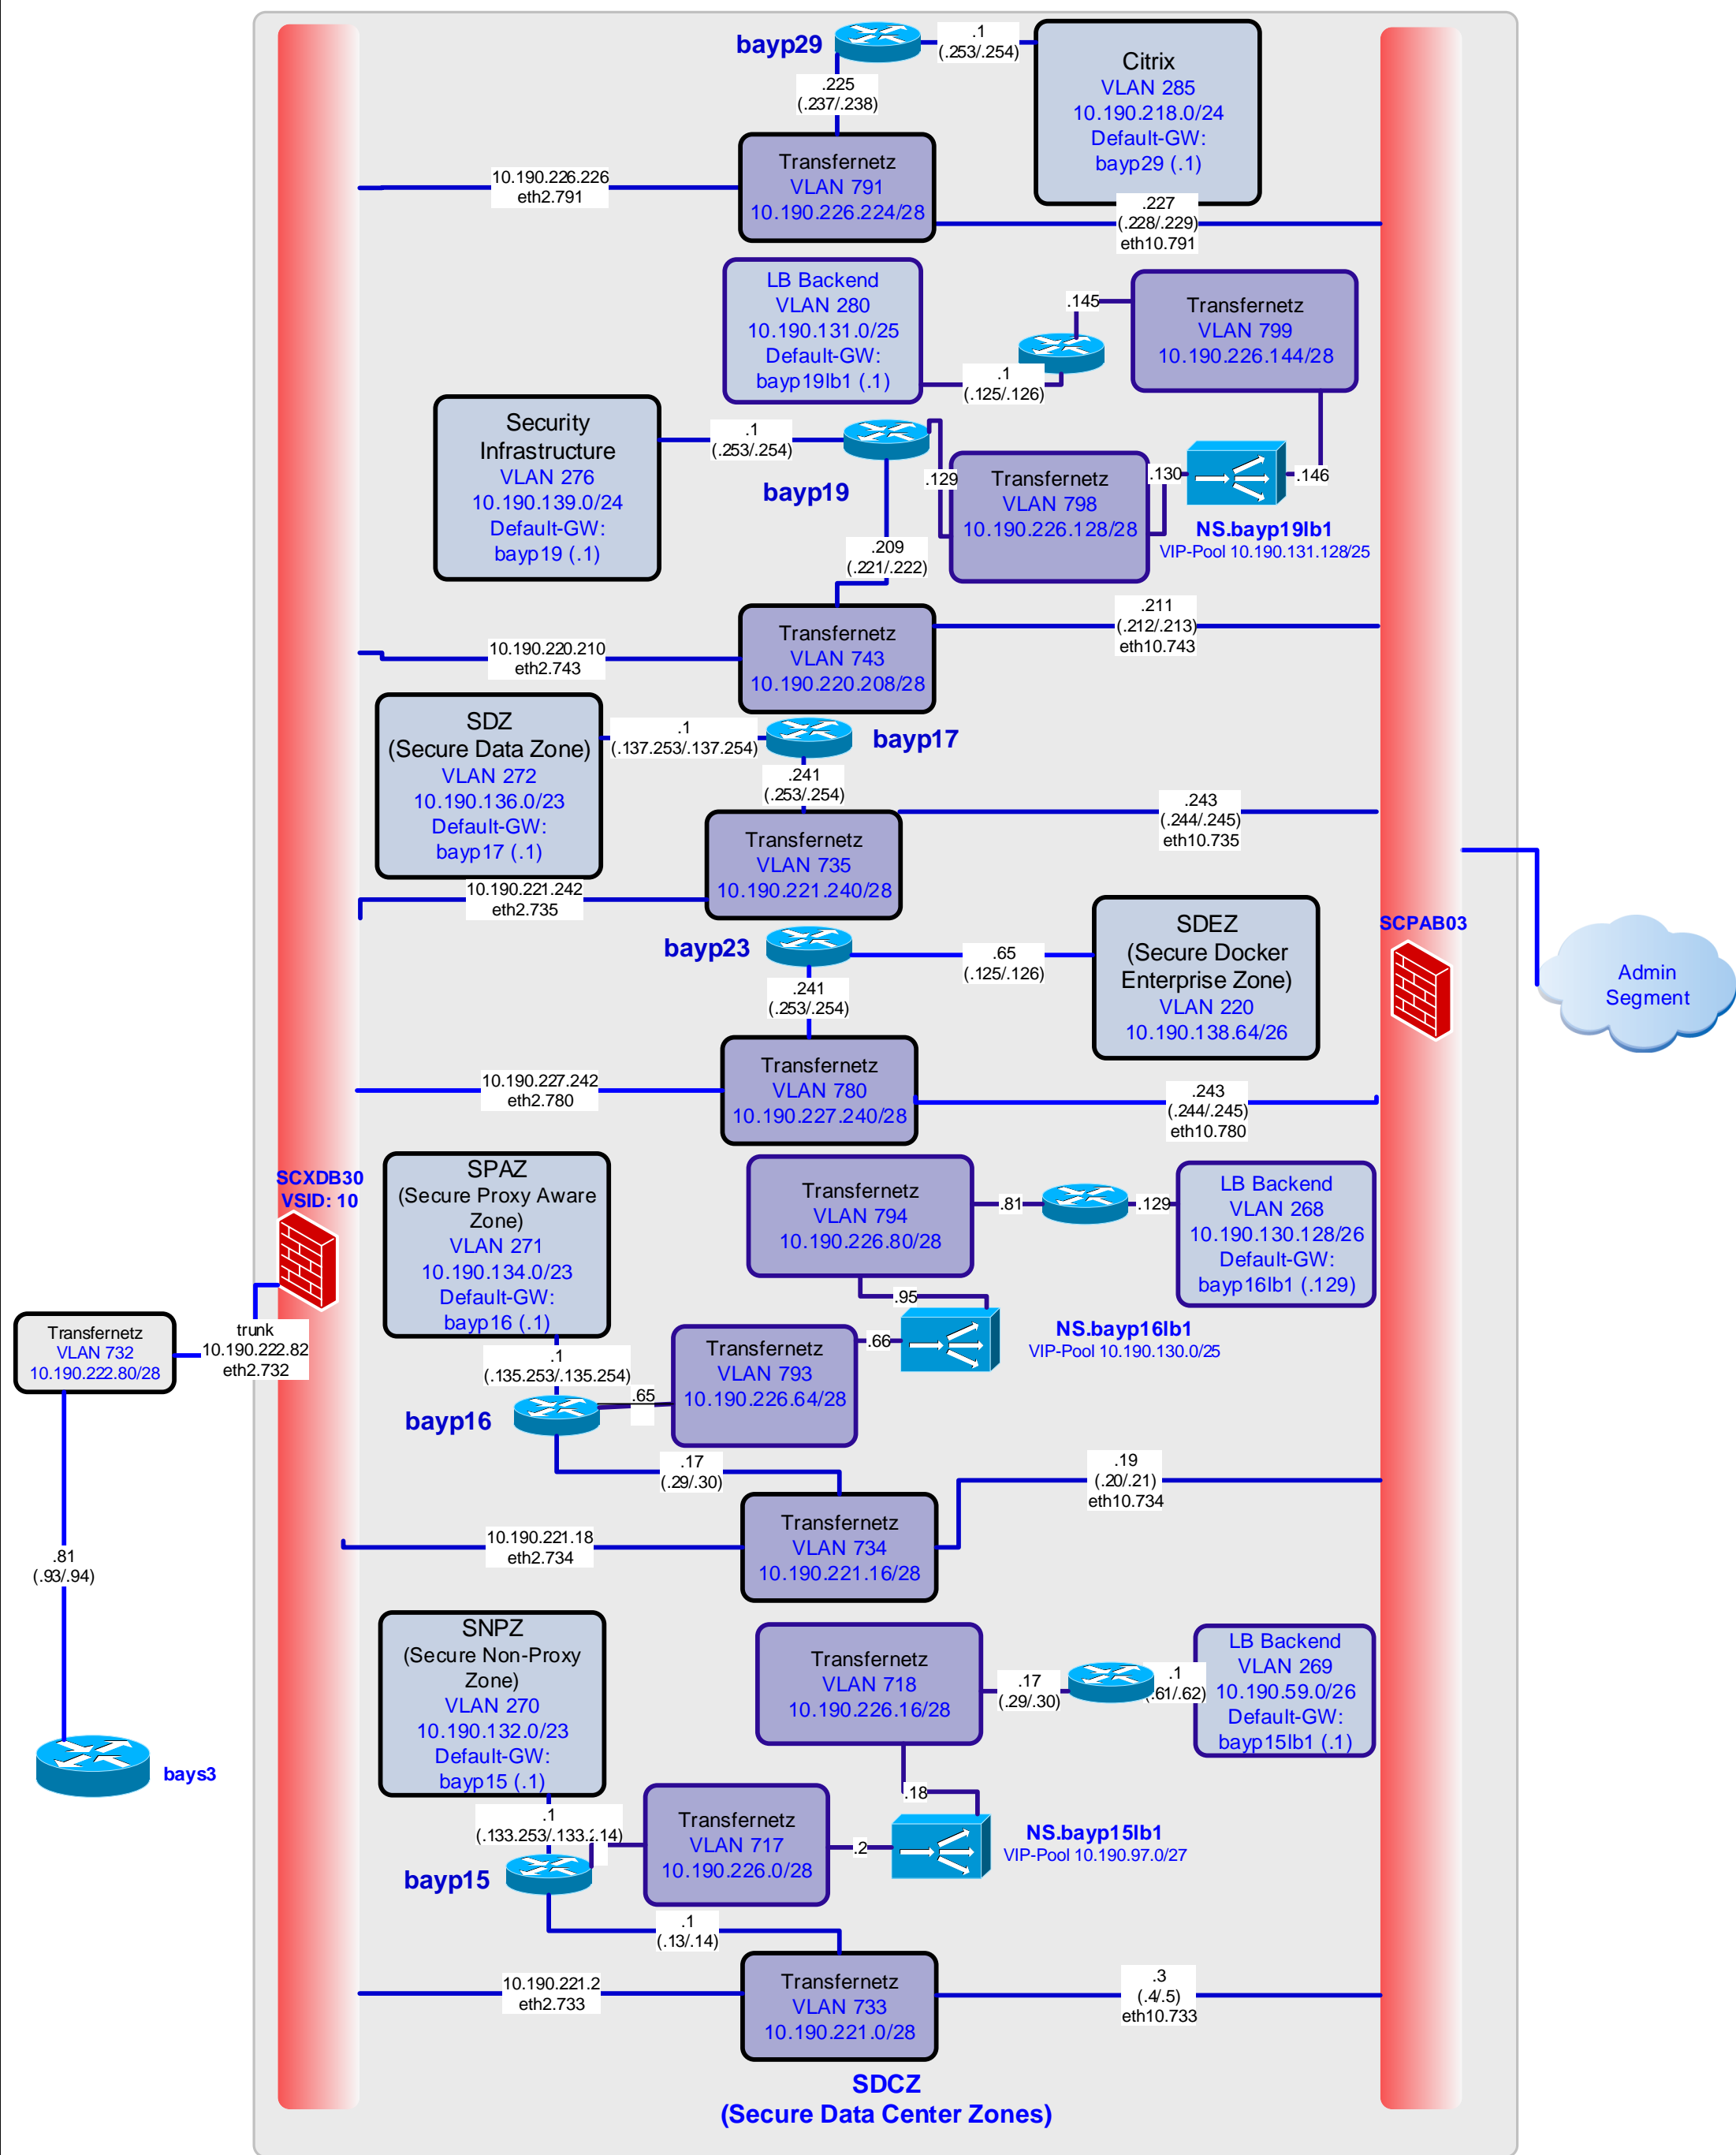 bayp29
.1
(.253/.254)
Citrix
VLAN 285
10.190.218.0/24
Default-GW:
bayp29 (.1)
.225
(.237/.238)
Transfernetz
VLAN 791
10.190.226.224/28
10.190.226.226
eth2.791
.227
(.228/.229)
eth10.791
LB Backend
VLAN 280
10.190.131.0/25
Default-GW:
bayp19lb1 (.1)
.145
Transfernetz
VLAN 799
10.190.226.144/28
.1
(.125/.126)
Security
Infrastructure
VLAN 276
10.190.139.0/24
Default-GW:
bayp19 (.1)
.1
(.253/.254)
bayp19
.129
Transfernetz
VLAN 798
10.190.226.128/28
.130
.146
NS.bayp19lb1
VIP-Pool 10.190.131.128/25
.209
(.221/.222)
Transfernetz
VLAN 743
10.190.220.208/28
10.190.220.210
eth2.743
.211
(.212/.213)
eth10.743
SDZ
(Secure Data Zone)
VLAN 272
10.190.136.0/23
Default-GW:
bayp17 (.1)
.1
(.137.253/.137.254)
bayp17
.241
(.253/.254)
Transfernetz
VLAN 735
10.190.221.240/28
.243
(.244/.245)
eth10.735
10.190.221.242
eth2.735
bayp23
.65
(.125/.126)
SDEZ
(Secure Docker
Enterprise Zone)
VLAN 220
10.190.138.64/26
SCPAB03
Admin
Segment
.241
(.253/.254)
Transfernetz
VLAN 780
10.190.227.240/28
10.190.227.242
eth2.780
.243
(.244/.245)
eth10.780
SCXDB30
VSID: 10
SPAZ
(Secure Proxy Aware
Zone)
VLAN 271
10.190.134.0/23
Default-GW:
bayp16 (.1)
Transfernetz
VLAN 794
10.190.226.80/28
.81
.129
LB Backend
VLAN 268
10.190.130.128/26
Default-GW:
bayp16lb1 (.129)
.95
Transfernetz
VLAN 732
10.190.222.80/28
trunk
10.190.222.82
eth2.732
.1
(.135.253/.135.254)
.65
bayp16
Transfernetz
VLAN 793
10.190.226.64/28
.66
NS.bayp16lb1
VIP-Pool 10.190.130.0/25
.17
(.29/.30)
.19
(.20/.21)
eth10.734
10.190.221.18
eth2.734
Transfernetz
VLAN 734
10.190.221.16/28
.81
(.93/.94)
SNPZ
(Secure Non-Proxy
Zone)
VLAN 270
10.190.132.0/23
Default-GW:
bayp15 (.1)
Transfernetz
VLAN 718
10.190.226.16/28
.17
(.29/.30)
.1
(.61/.62)
LB Backend
VLAN 269
10.190.59.0/26
Default-GW:
bayp15lb1 (.1)
bays3
.18
.1
(.133.253/.133.2
.14)
bayp15
Transfernetz
VLAN 717
10.190.226.0/28
.2
NS.bayp15lb1
VIP-Pool 10.190.97.0/27
.1
(.13/.14)
10.190.221.2
eth2.733
Transfernetz
VLAN 733
10.190.221.0/28
.3
(.4/.5)
eth10.733
SDCZ
(Secure Data Center Zones)